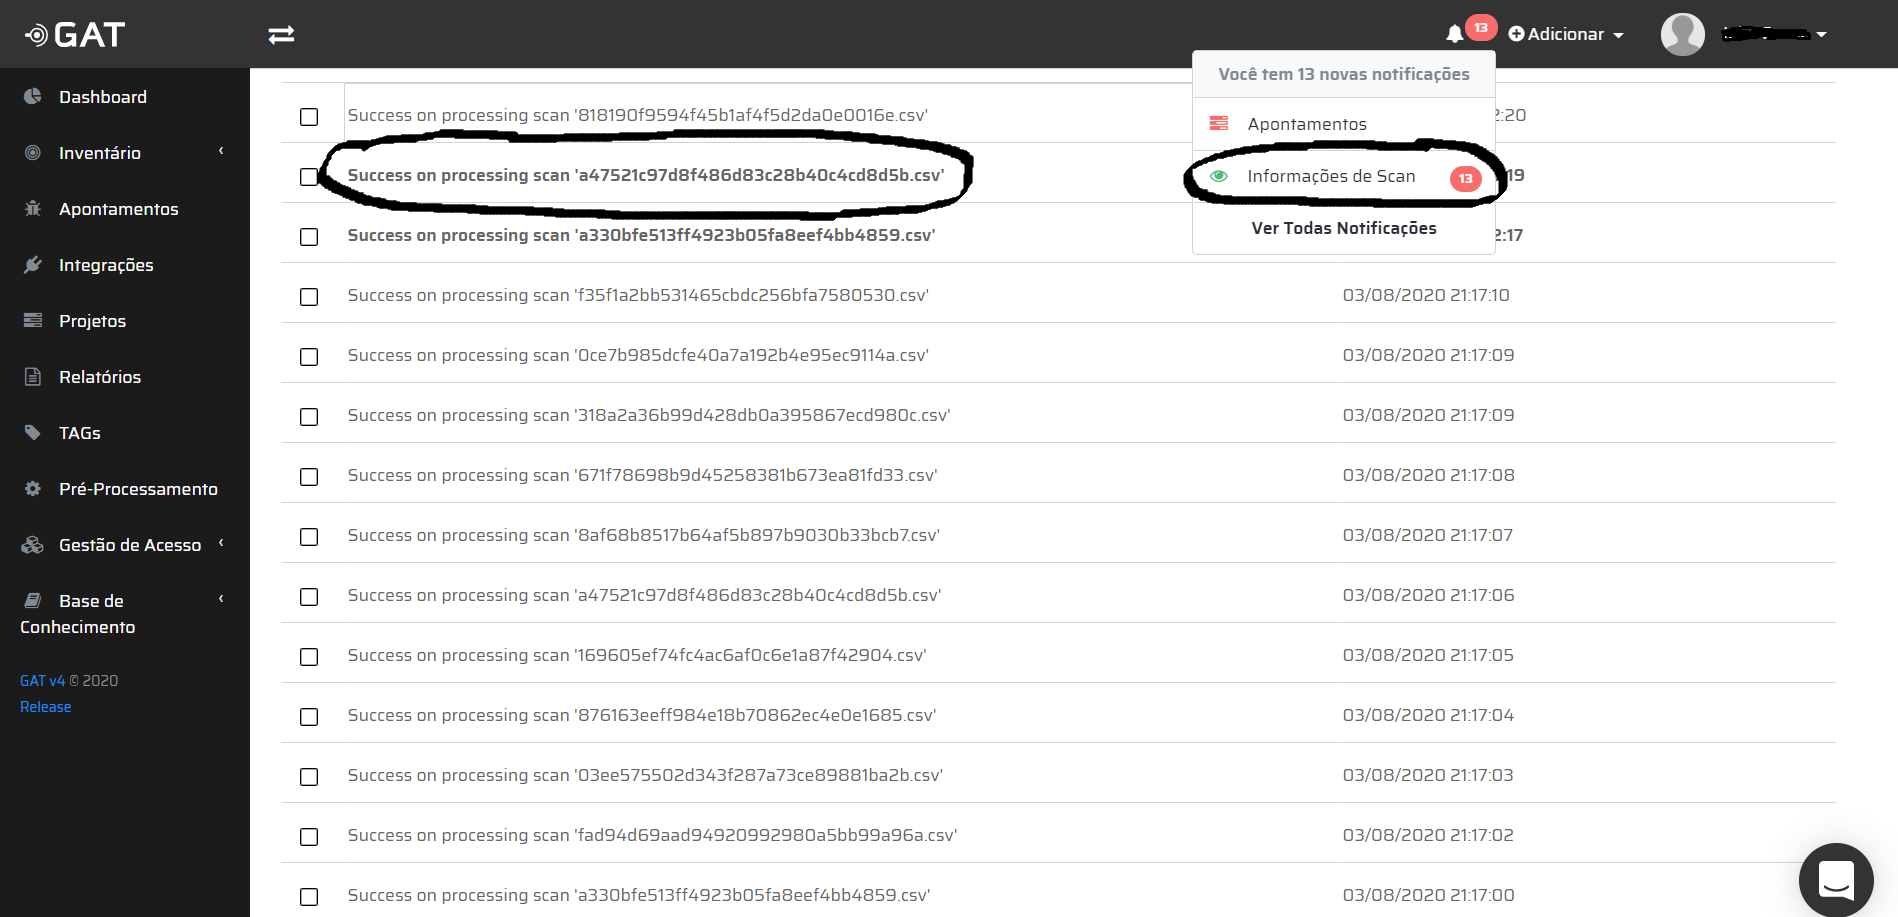 GAT
13
Adicionar
Dashboard
Inventário
Apontamentos
Integrações
Projetos
Relatórios
TAGs
Pré-Processamento
Gestão de Acesso
Base de
Conhecimento
GAT v4 © 2020
Release
Você tem 13 novas notificações
Apontamentos
Informações de Scan 13
Ver Todas Notificações
Success on processing scan '818190f9594f45b1af4f5d2da0e0016e.csv' 2:20
Success on processing scan 'a47521c97d8f486d83c28b40c4cd8d5b.csv' 19
Success on processing scan 'a330bfe513ff4923b05fa8eef4bb4859.csv' 2:17
Success on processing scan 'f35f1a2bb531465cbdc256bfa7580530.csv' 03/08/2020 21:17:10
Success on processing scan '0ce7b985dcfe40a7a192b4e95ec9114a.csv' 03/08/2020 21:17:09
Success on processing scan '318a2a36b99d428db0a395867ecd980c.csv' 03/08/2020 21:17:09
Success on processing scan '671f78698b9d45258381b673ea81fd33.csv' 03/08/2020 21:17:08
Success on processing scan '8af68b8517b64af5b897b9030b33bcb7.csv' 03/08/2020 21:17:07
Success on processing scan 'a47521c97d8f486d83c28b40c4cd8d5b.csv' 03/08/2020 21:17:06
Success on processing scan '169605ef74fc4ac6af0c6e1a87f42904.csv' 03/08/2020 21:17:05
Success on processing scan '876163eeff984e18b70862ec4e0e1685.csv' 03/08/2020 21:17:04
Success on processing scan '03ee575502d343f287a73ce89881ba2b.csv' 03/08/2020 21:17:03
Success on processing scan 'fad94d69aad94920992980a5bb99a96a.csv' 03/08/2020 21:17:02
Success on processing scan 'a330bfe513ff4923b05fa8eef4bb4859.csv' 03/08/2020 21:17:00